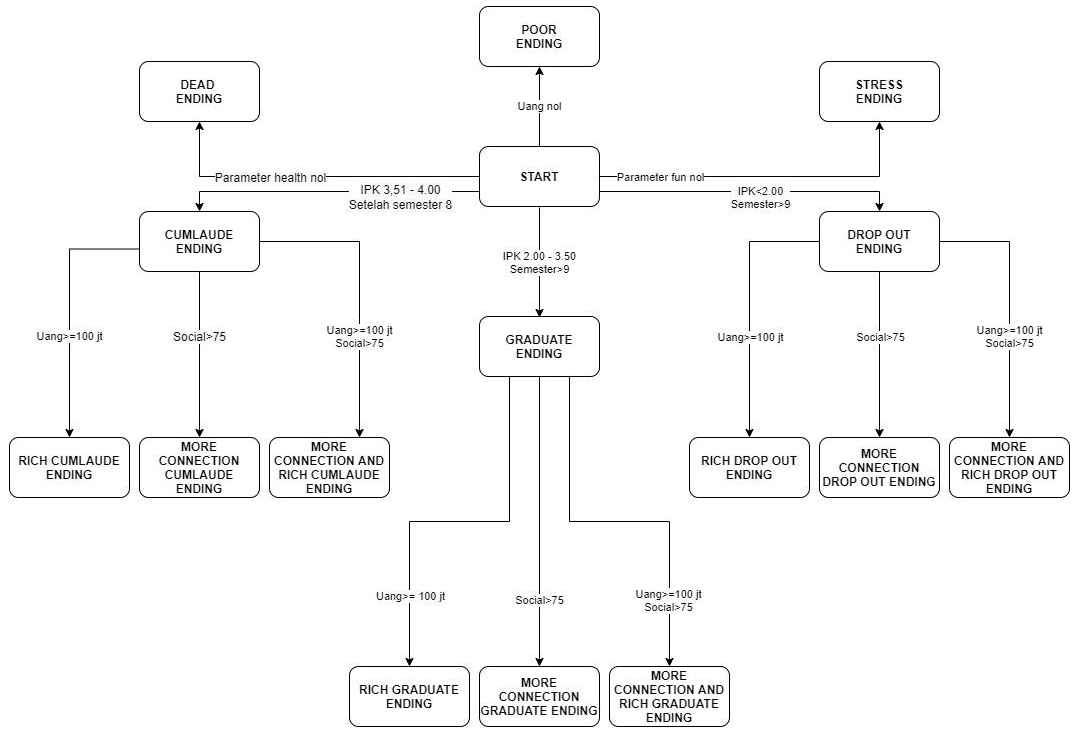 POOR
ENDING
DEAD
ENDING
STRESS
ENDING
Uang nol
START
Parameter health nol
Parameter fun nol
IPK 3,51 - 4.00
Setelah semester 8
IPK<2.00
Semester>9
CUMLAUDE
ENDING
DROP OUT
ENDING
IPK 2.00 - 3.50
Semester>9
GRADUATE
ENDING
Uang>=100 jt
Social>75
Uang>=100 jt
Social>75
Uang>=100 jt
Social>75
Uang>=100 jt
Social>75
RICH CUMLAUDE
ENDING
MORE
CONNECTION
CUMLAUDE
ENDING
MORE
CONNECTION AND
RICH CUMLAUDE
ENDING
RICH DROP OUT
ENDING
MORE
CONNECTION
DROP OUT ENDING
MORE
CONNECTION AND
RICH DROP OUT
ENDING
Uang>= 100 jt
Social>75
Uang>=100 jt
Social>75
RICH GRADUATE
ENDING
MORE
CONNECTION
GRADUATE ENDING
MORE
CONNECTION AND
RICH GRADUATE
ENDING